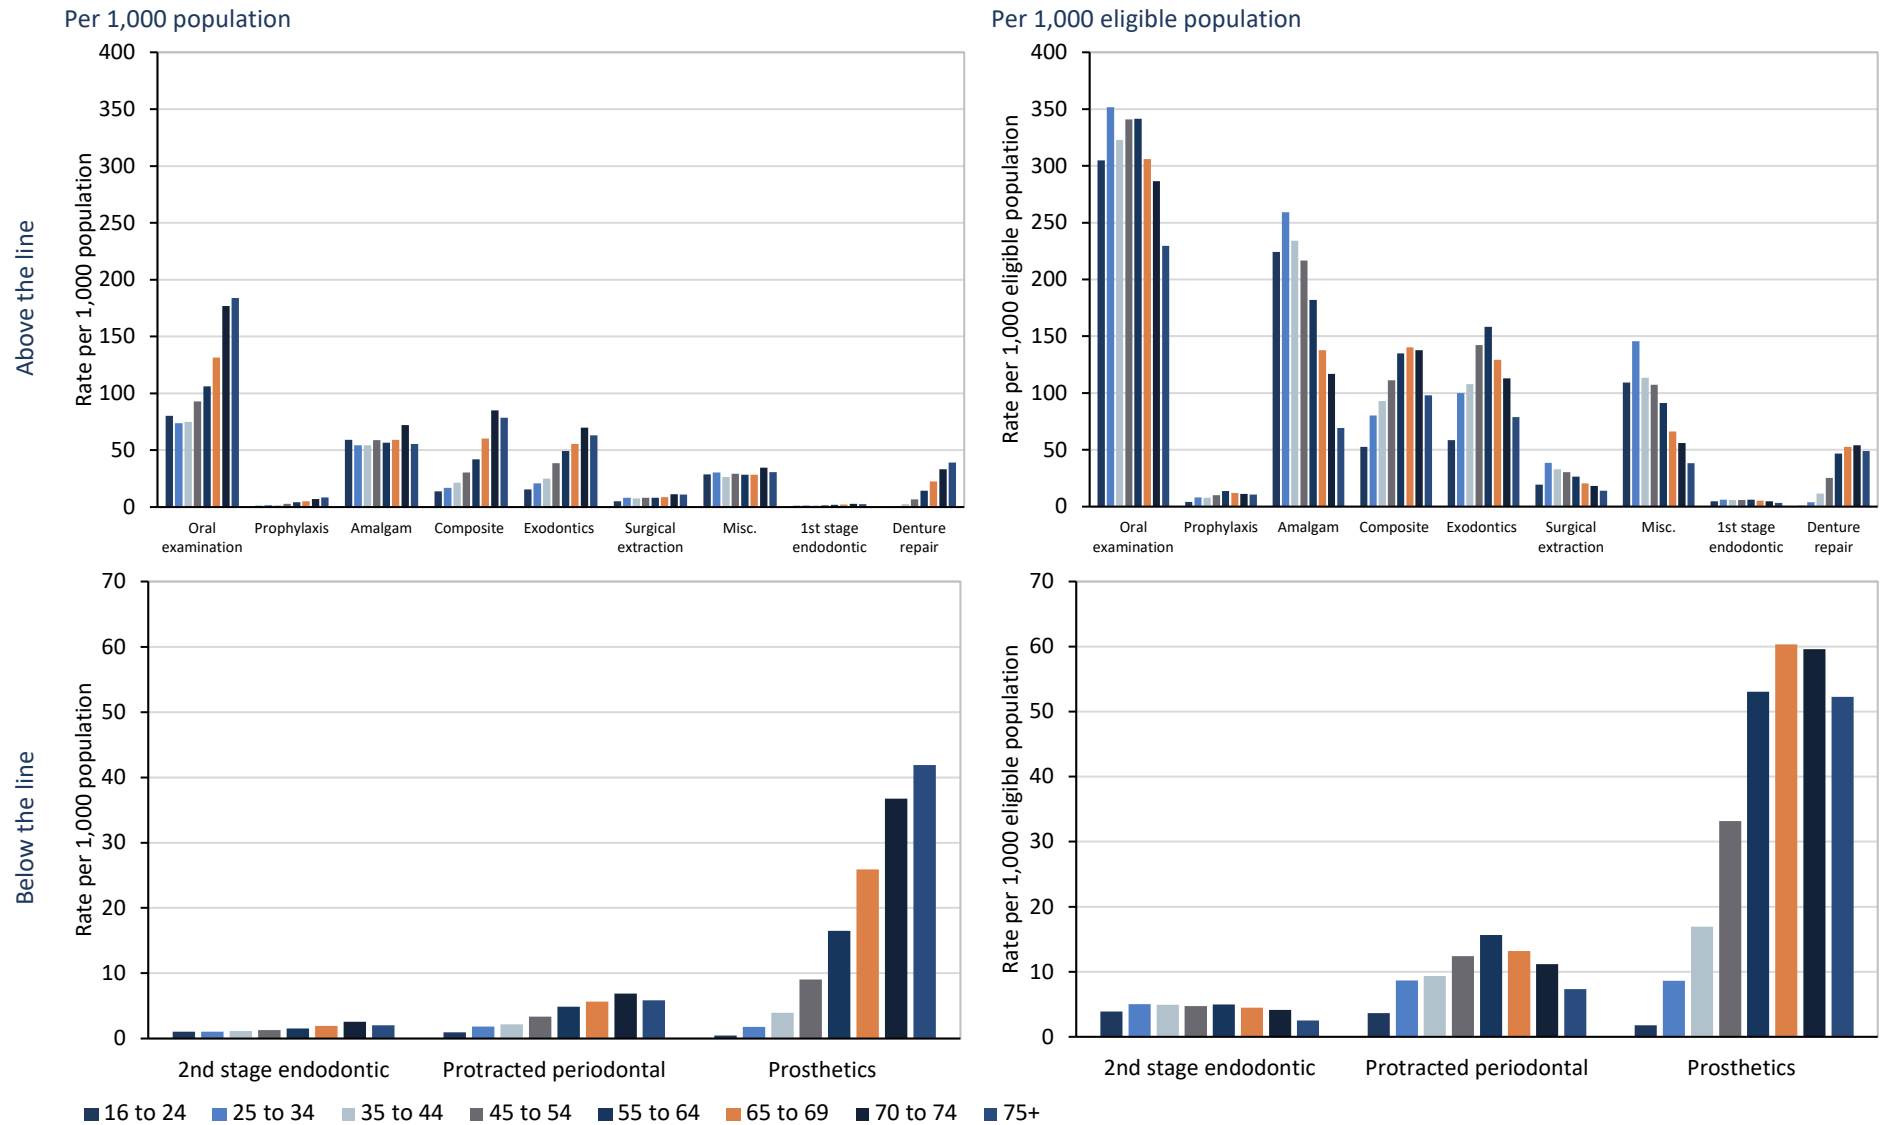 Per 1,000 population
Per 1,000 eligible population
Above the line
Rate per 1,000 population
400
350
300
250
200
150
100
50
0
Oral examination
Prophylaxis
Amalgam
Composite
Exodontics
Surgical extraction
Misc.
1st stage endodontic
Denture repair
Rate per 1,000 eligible population
400
350
300
250
200
150
100
50
0
Oral examination
Prophylaxis
Amalgam
Composite
Exodontics
Surgical extraction
Misc.
1st stage endodontic
Denture repair
Below the line
Rate per 1,000 population
70
60
50
40
30
20
10
0
2nd stage endodontic
Protracted periodontal
Prosthetics
Rate per 1,000 eligible population
70
60
50
40
30
20
10
0
2nd stage endodontic
Protracted periodontal
Prosthetics
16 to 24 25 to 34 35 to 44 45 to 54 55 to 64 65 to 69 70 to 74 75+